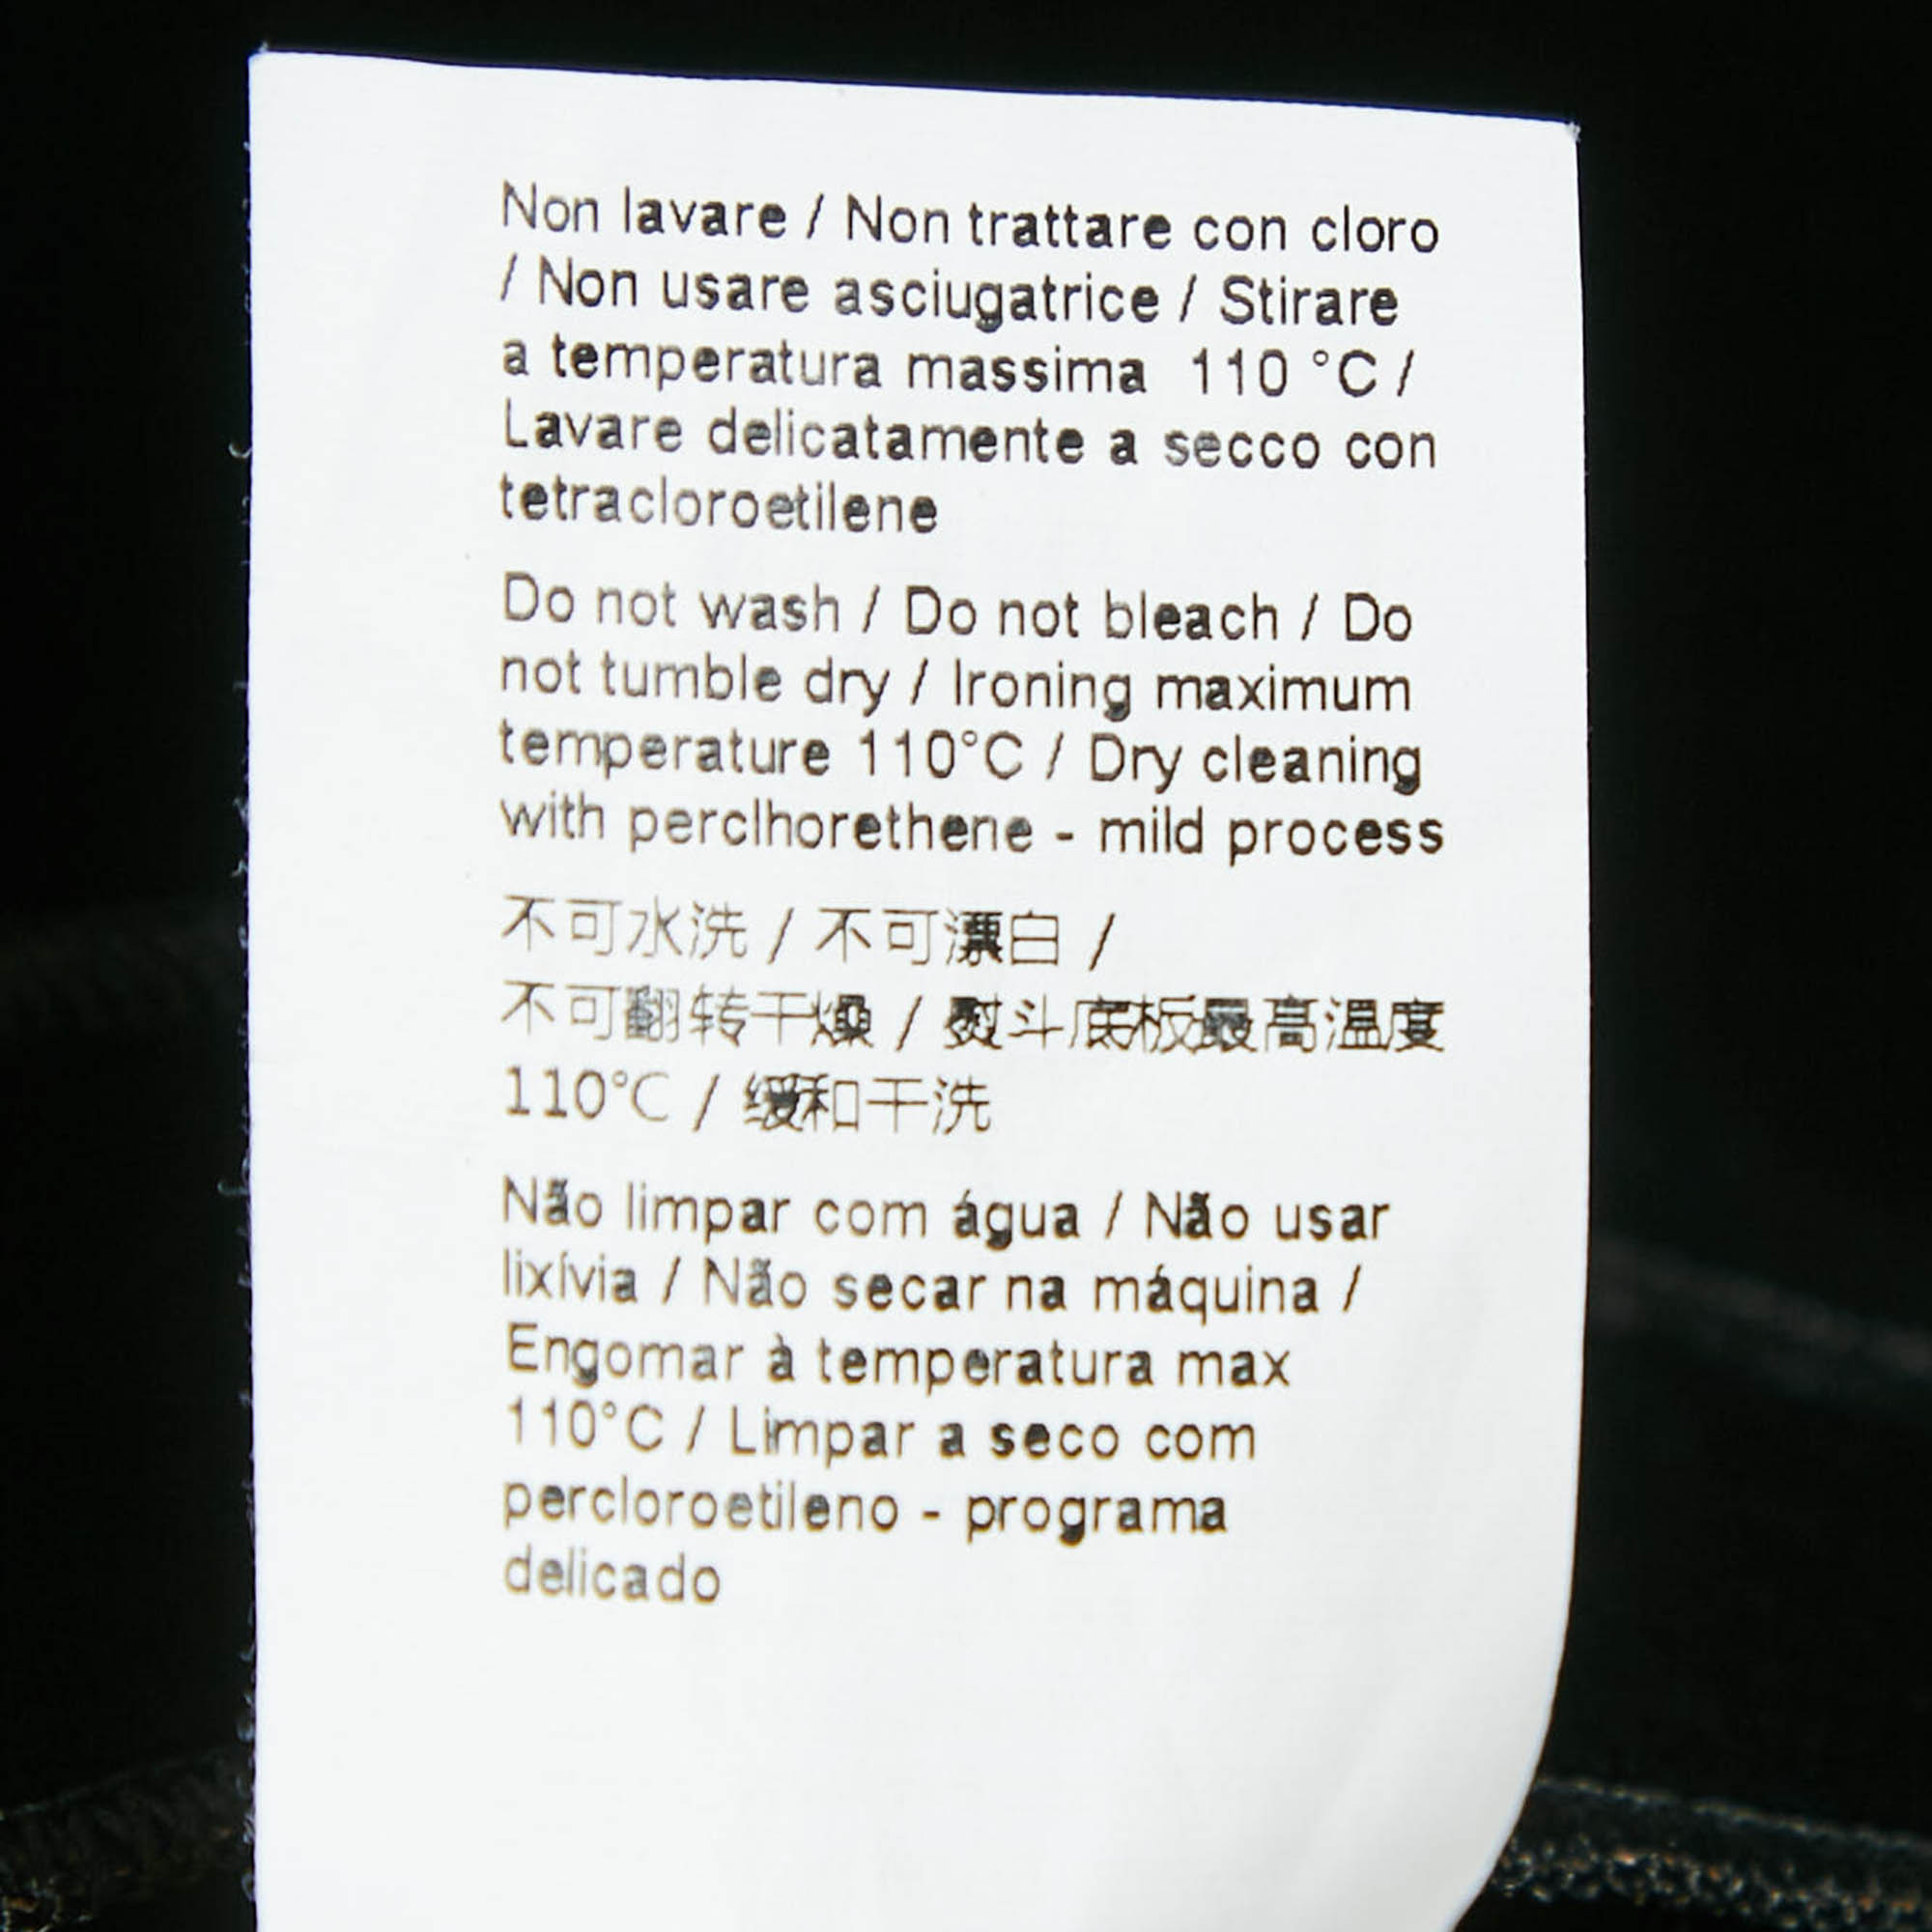 Non lavare / Non trattare con cloro
/ Non usare asciugatrice / Stirare
a temperatura massima 110 °C /
Lavare delicatamente a secco con
tetracloroetilene
Do not wash / Do not bleach / Do
not tumble dry / Ironing maximum
temperature 110°C / Dry cleaning
with perclhorethene - mild process
不可水洗 / 不可漂白 /
不可翻转干燥 / 熨斗底板最高温度
110℃ / 缓和干洗
Não limpar com água / Não usar
lixívia / Não secar na máquina /
Engomar à temperatura max
110°C / Limpar a seco com
percloroetileno - programa
delicado